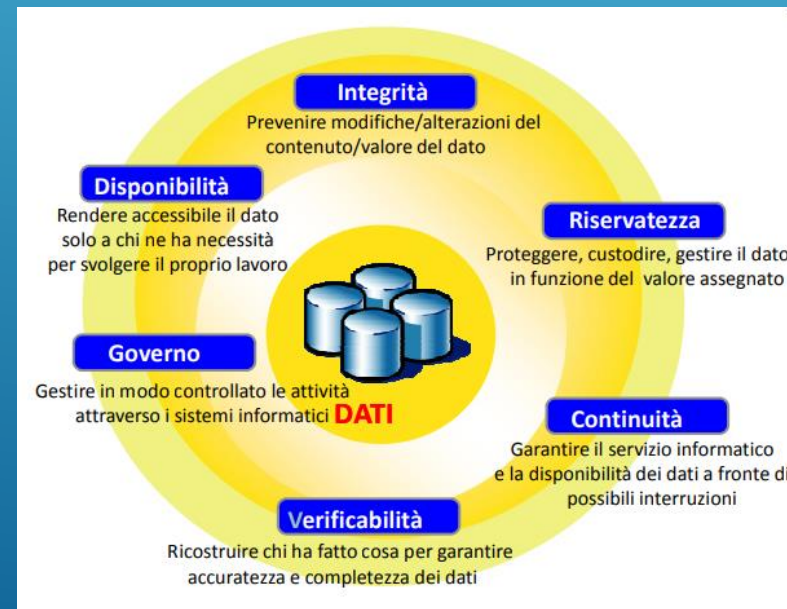 Integrità
Prevenire modifiche/alterazioni del
contenuto/valore del dato
Disponibilità
Rendere accessibile il dato
solo a chi ne ha necessità
per svolgere il proprio lavoro
Riservatezza
Proteggere, custodire, gestire il dato
in funzione del valore assegnato
Governo
Gestire in modo controllato le attività
attraverso i sistemi informatici DATI
Continuità
Garantire il servizio informatico
e la disponibilità dei dati a fronte di
possibili interruzioni
Verificabilità
Ricostruire chi ha fatto cosa per garantire
accuratezza e completezza dei dati